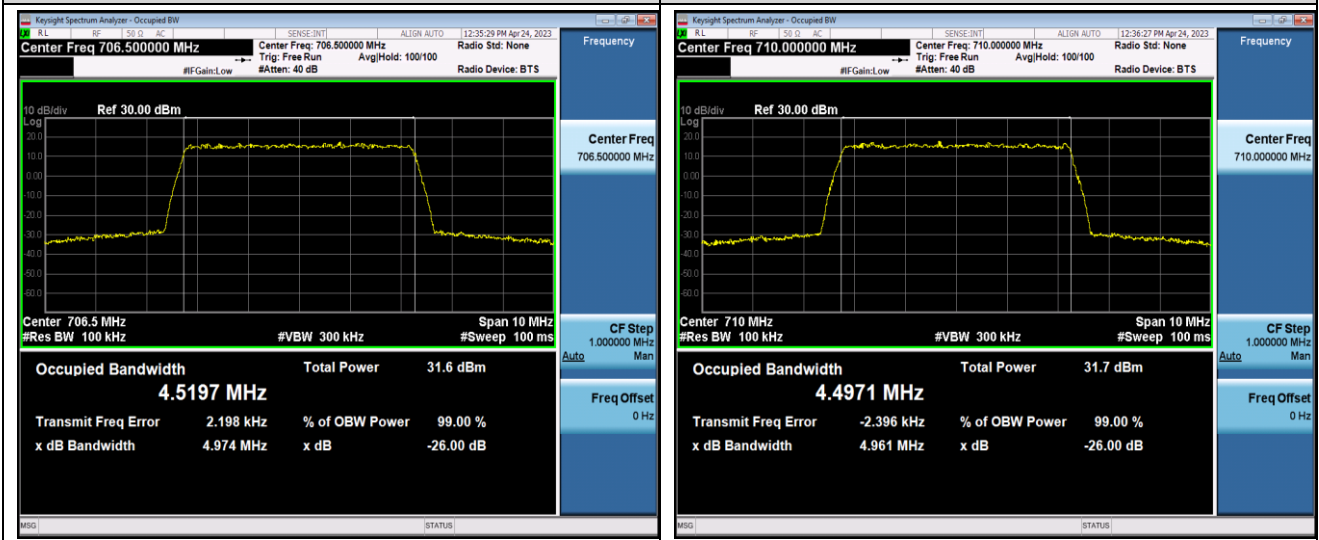 Keysight Spectrum Analyzer - Occupied BW
RL RF 50 Ω AC SENSE:INT ALIGN AUTO 12:35:29 PM Apr 24, 2023
Center Freq 706.500000 MHz
Center Freq: 706.500000 MHz Radio Std: None
Trig: Free Run Avg|Hold: 100/100
#IFGain:Low #Atten: 40 dB Radio Device: BTS
Frequency
10 dB/div Ref 30.00 dBm
Log
20.0
10.0
0.00
-10.0
-20.0
-30.0
-40.0
-50.0
-60.0
Center 706.5 MHz Span 10 MHz
#Res BW 100 kHz #VBW 300 kHz #Sweep 100 ms
Center Freq
706.500000 MHz
CF Step
1.000000 MHz
Auto Man
Freq Offset
0 Hz
Occupied Bandwidth Total Power 31.6 dBm
4.5197 MHz
Transmit Freq Error 2.198 kHz % of OBW Power 99.00 %
x dB Bandwidth 4.974 MHz x dB -26.00 dB
MSG STATUS
Keysight Spectrum Analyzer - Occupied BW
RL RF 50 Ω AC SENSE:INT ALIGN AUTO 12:36:27 PM Apr 24, 2023
Center Freq 710.000000 MHz
Center Freq: 710.000000 MHz Radio Std: None
Trig: Free Run Avg|Hold: 100/100
#IFGain:Low #Atten: 40 dB Radio Device: BTS
Frequency
10 dB/div Ref 30.00 dBm
Log
20.0
10.0
0.00
-10.0
-20.0
-30.0
-40.0
-50.0
-60.0
Center 710 MHz Span 10 MHz
#Res BW 100 kHz #VBW 300 kHz #Sweep 100 ms
Center Freq
710.000000 MHz
CF Step
1.000000 MHz
Auto Man
Freq Offset
0 Hz
Occupied Bandwidth Total Power 31.7 dBm
4.4971 MHz
Transmit Freq Error -2.396 kHz % of OBW Power 99.00 %
x dB Bandwidth 4.961 MHz x dB -26.00 dB
MSG STATUS